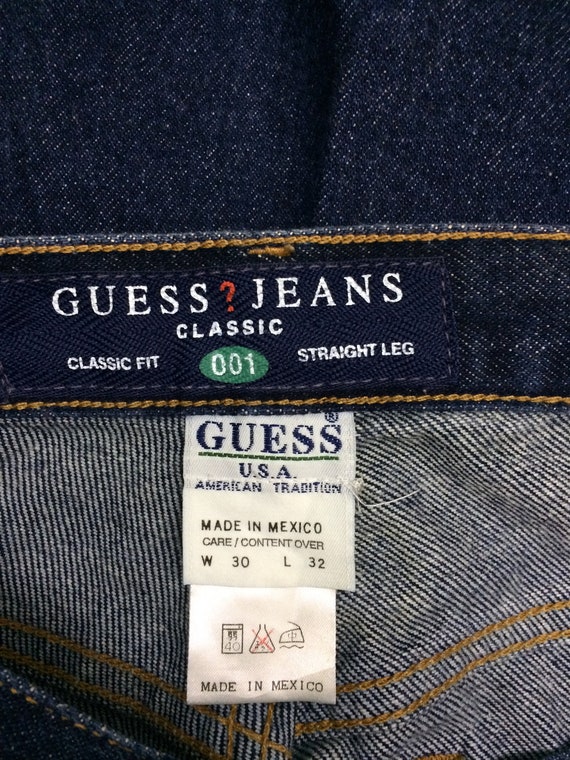 GUESS? JEANS
CLASSIC
CLASSIC FIT 001 STRAIGHT LEG
GUESS®
U.S.A.
AMERICAN TRADITION
MADE IN MEXICO
CARE / CONTENT OVER
W 30 L 32
40 中
MADE IN MEXICO